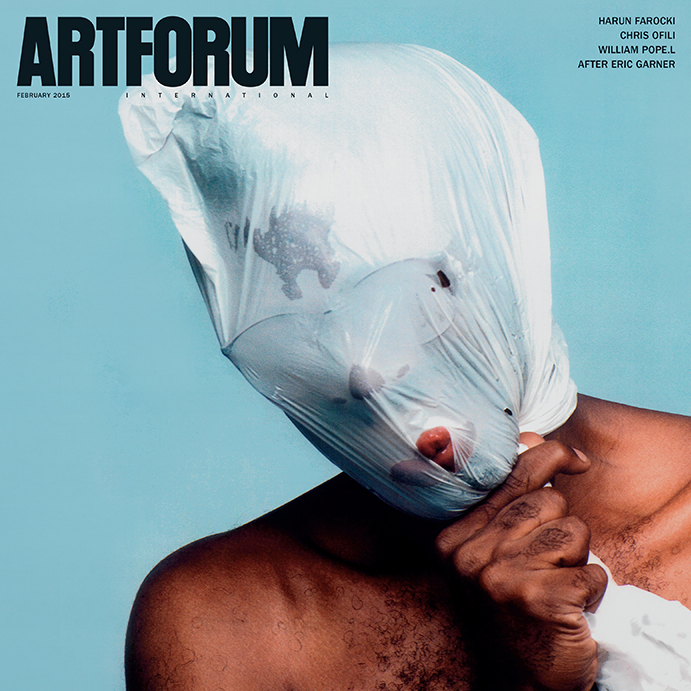 ARTFORUM
FEBRUARY 2015 INTERNATIONAL
HARUN FAROCKI
CHRIS OFILI
WILLIAM POPE.L
AFTER ERIC GARNER